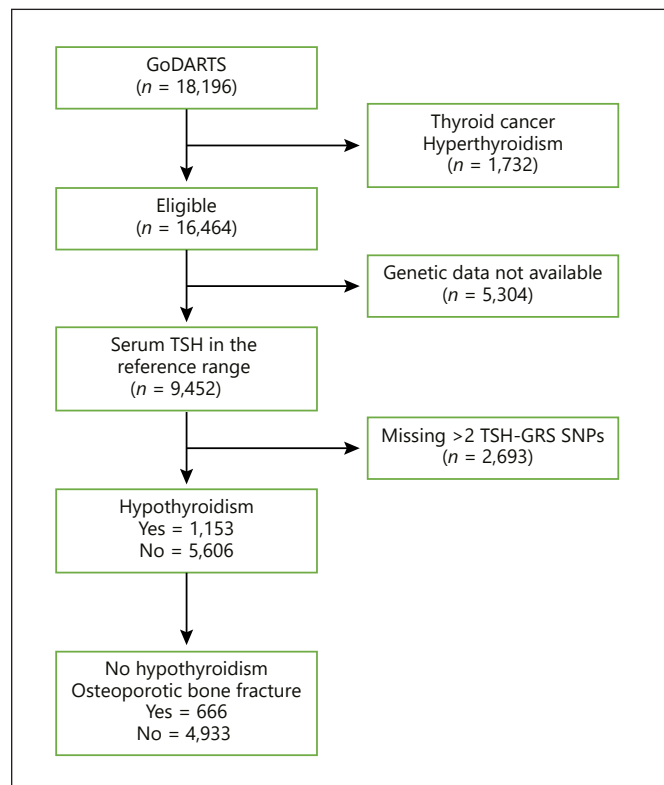 GoDARTS
(n = 18,196)
Thyroid cancer
Hyperthyroidism
(n = 1,732)
Eligible
(n = 16,464)
Genetic data not available
(n = 5,304)
Serum TSH in the
reference range
(n = 9,452)
Missing >2 TSH-GRS SNPs
(n = 2,693)
Hypothyroidism
Yes = 1,153
No = 5,606
No hypothyroidism
Osteoporotic bone fracture
Yes = 666
No = 4,933